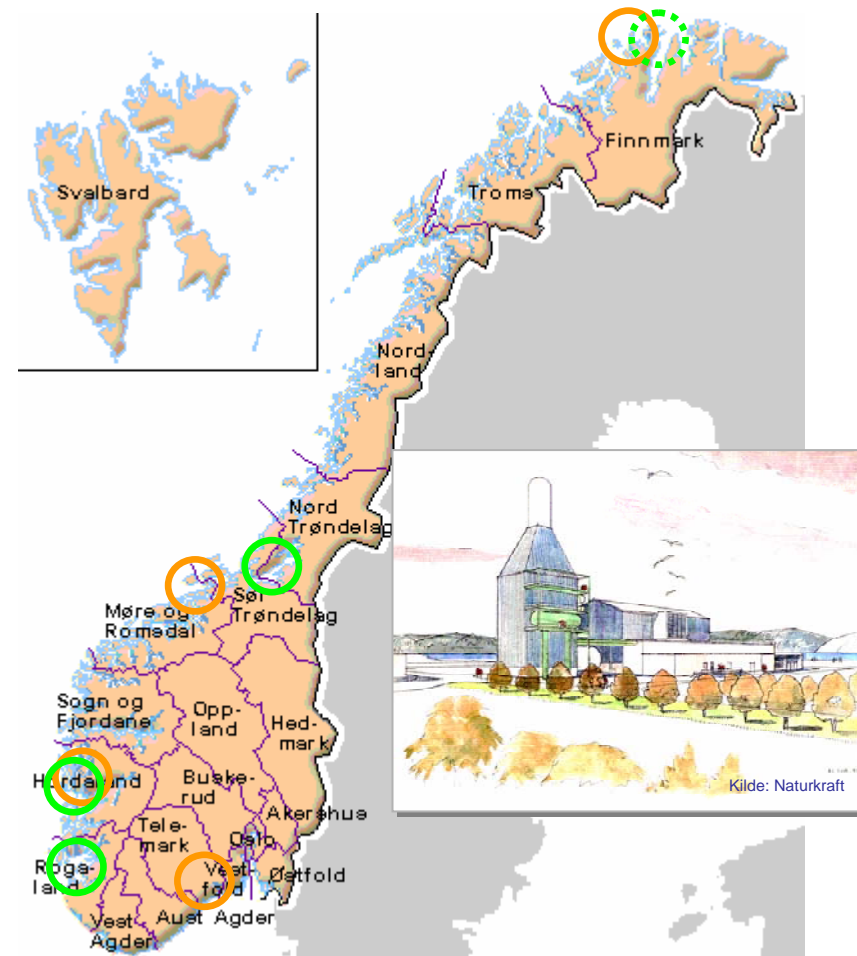 Svalbard
Finnmark
Troms
Nord-
land
Nord
Trøndelag
Sør
Trøndelag
Møre og
Romsdal
Sogn og
Fjordane
Opp-
land
Hed-
mark
Hordaland
Buske-
rud
Akershus
Tele-
mark
Oslo
Roga-
land
Vest-
fold
Østfold
Vest
Agder
Aust Agder
Kilde: Naturkraft